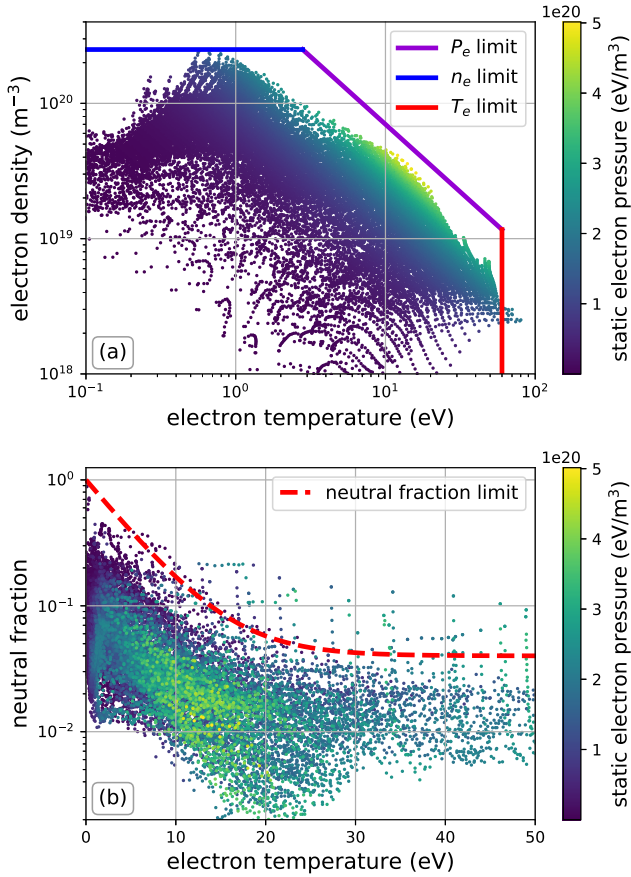 1e20
5
4
3
2
1
static electron pressure (eV/m³)
P_e limit
n_e limit
T_e limit
electron density (m⁻³)
10²⁰
10¹⁹
10¹⁸
(a)
10⁻¹
10⁰
10¹
10²
electron temperature (eV)
1e20
5
4
3
2
1
static electron pressure (eV/m³)
neutral fraction limit
neutral fraction
10⁰
10⁻¹
10⁻²
(b)
0
10
20
30
40
50
electron temperature (eV)